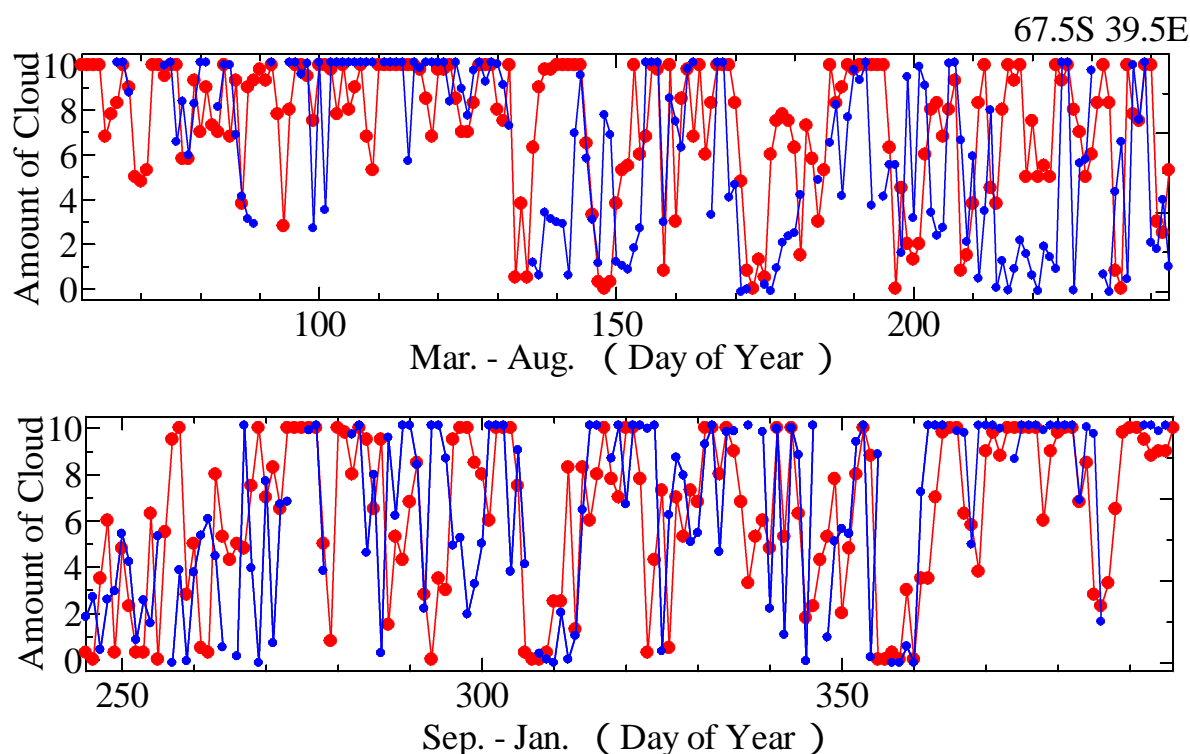 67.5S 39.5E
Amount of Cloud
10
8
6
4
2
0
100 150 200
Mar. - Aug. ( Day of Year )
Amount of Cloud
10
8
6
4
2
0
250 300 350
Sep. - Jan. ( Day of Year )